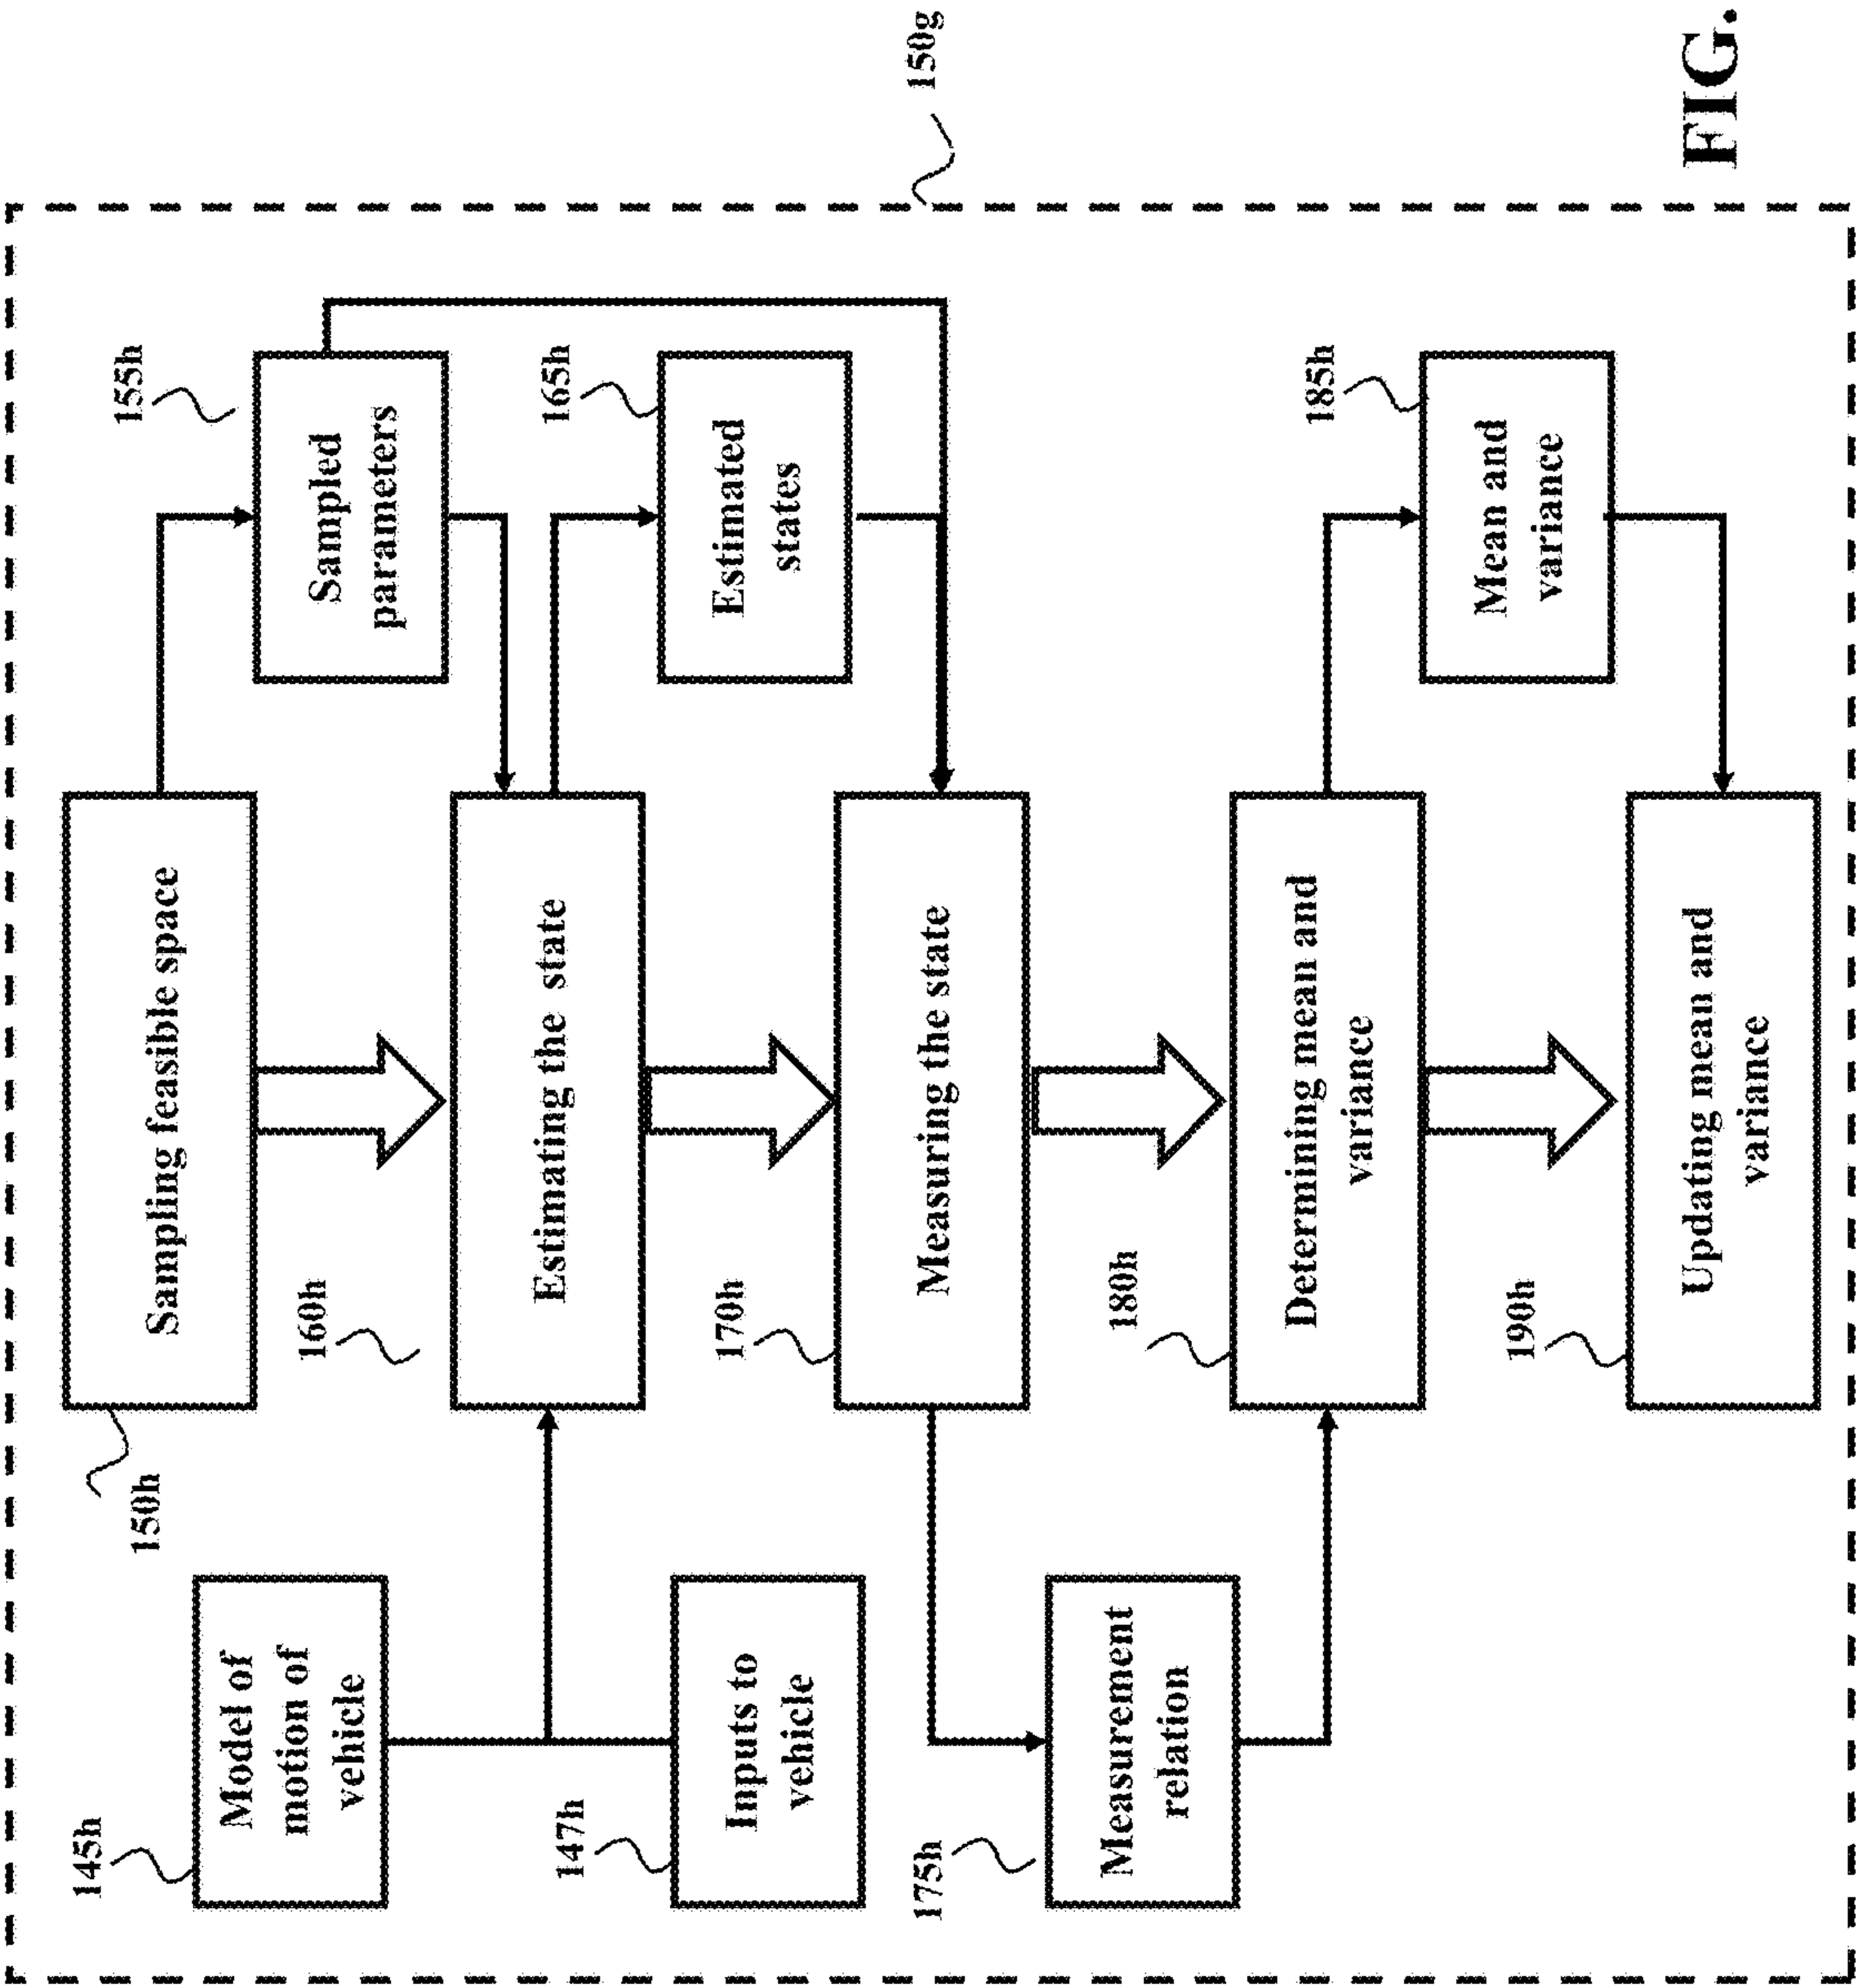 150g
145h
Model of
motion of
vehicle
150h
Sampling feasible space
155h
Sampled
parameters
147h
Inputs to
vehicle
160h
Estimating the  state
165h
Estimated
states
170h
Measuring the state
175h
Measurement
relation
180h
Determining mean and
variance
185h
Mean and
variance
190h
Updating mean and
variance
FIG.